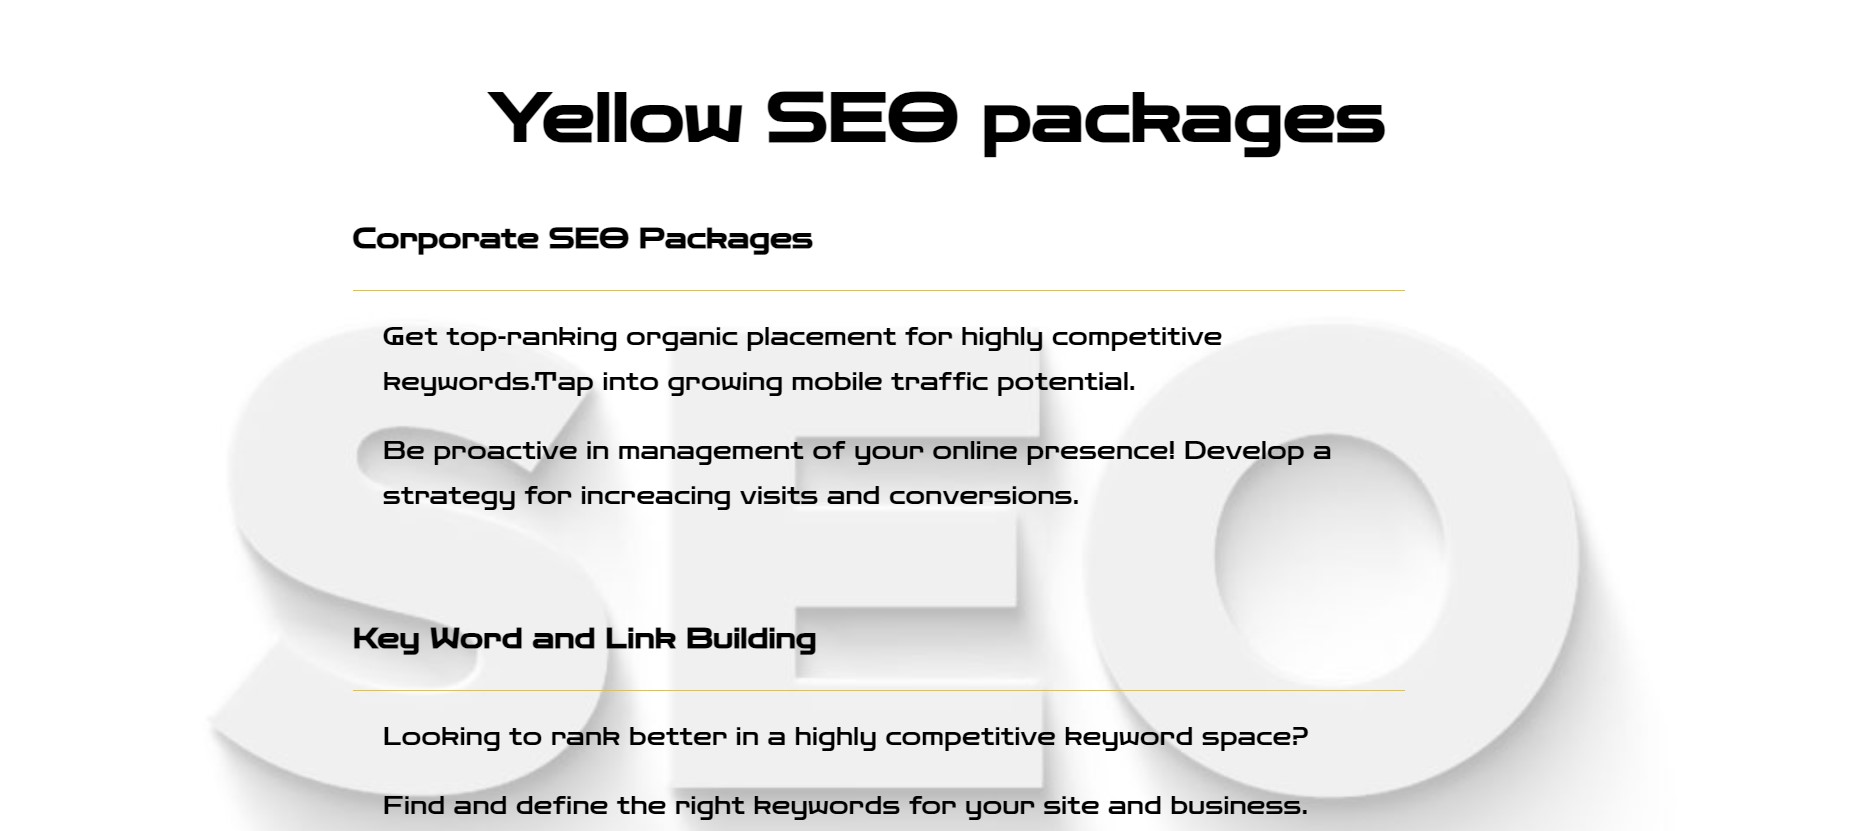 Yellow SEO packages
Corporate SEO Packages
Get top-ranking organic placement for highly competitive
keywords.Tap into growing mobile traffic potential.
Be proactive in management of your online presence! Develop a
strategy for increacing visits and conversions.
SEO
Key Word and Link Building
Looking to rank better in a highly competitive keyword space?
Find and define the right keywords for your site and business.